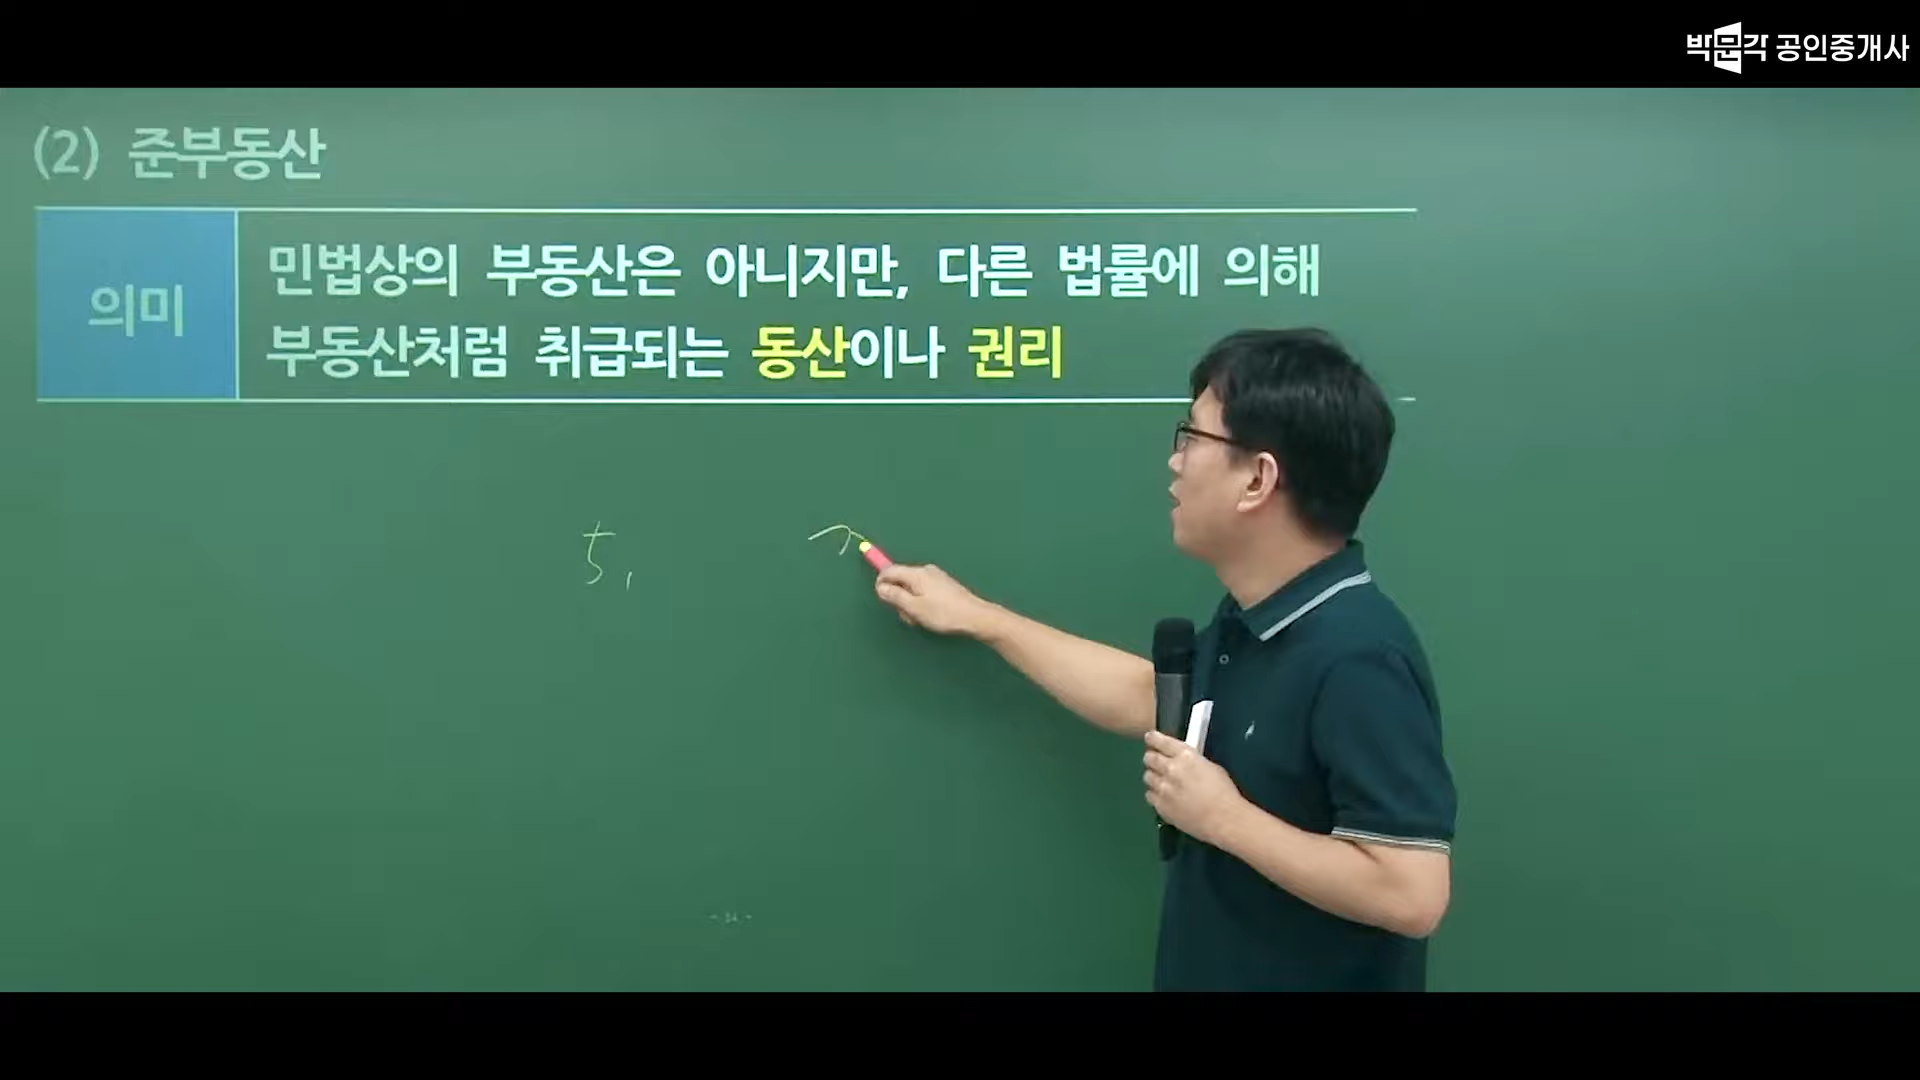 박문각 공인중개사
(2) 준부동산
의미
민법상의 부동산은 아니지만, 다른 법률에 의해
부동산처럼 취급되는 동산이나 권리